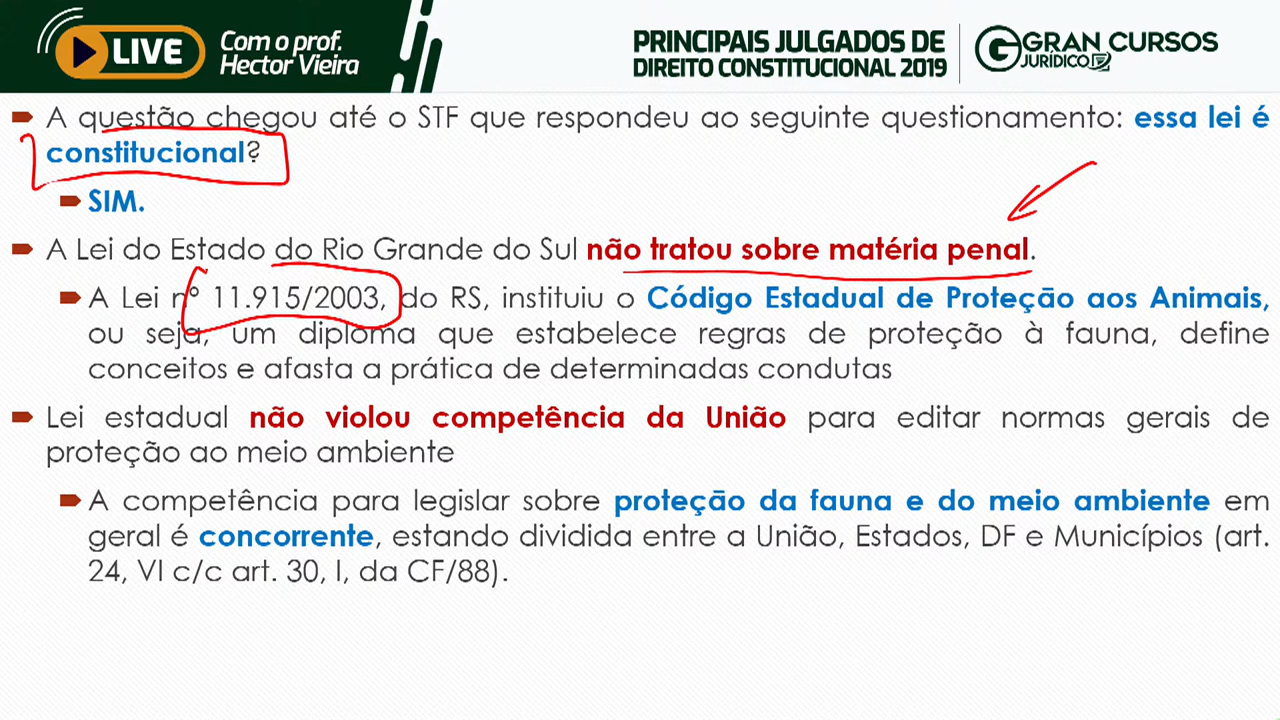 LIVE
Com o prof.
Hector Vieira
PRINCIPAIS JULGADOS DE
DIREITO CONSTITUCIONAL 2019
GRAN CURSOS
JURÍDICO
A questão chegou até o STF que respondeu ao seguinte questionamento: essa lei é
constitucional?
SIM.
A Lei do Estado do Rio Grande do Sul não tratou sobre matéria penal.
A Lei nº 11.915/2003, do RS, instituiu o Código Estadual de Proteção aos Animais,
ou seja, um diploma que estabelece regras de proteção à fauna, define
conceitos e afasta a prática de determinadas condutas
Lei estadual não violou competência da União para editar normas gerais de
proteção ao meio ambiente
A competência para legislar sobre proteção da fauna e do meio ambiente em
geral é concorrente, estando dividida entre a União, Estados, DF e Municípios (art.
24, VI c/c art. 30, I, da CF/88).